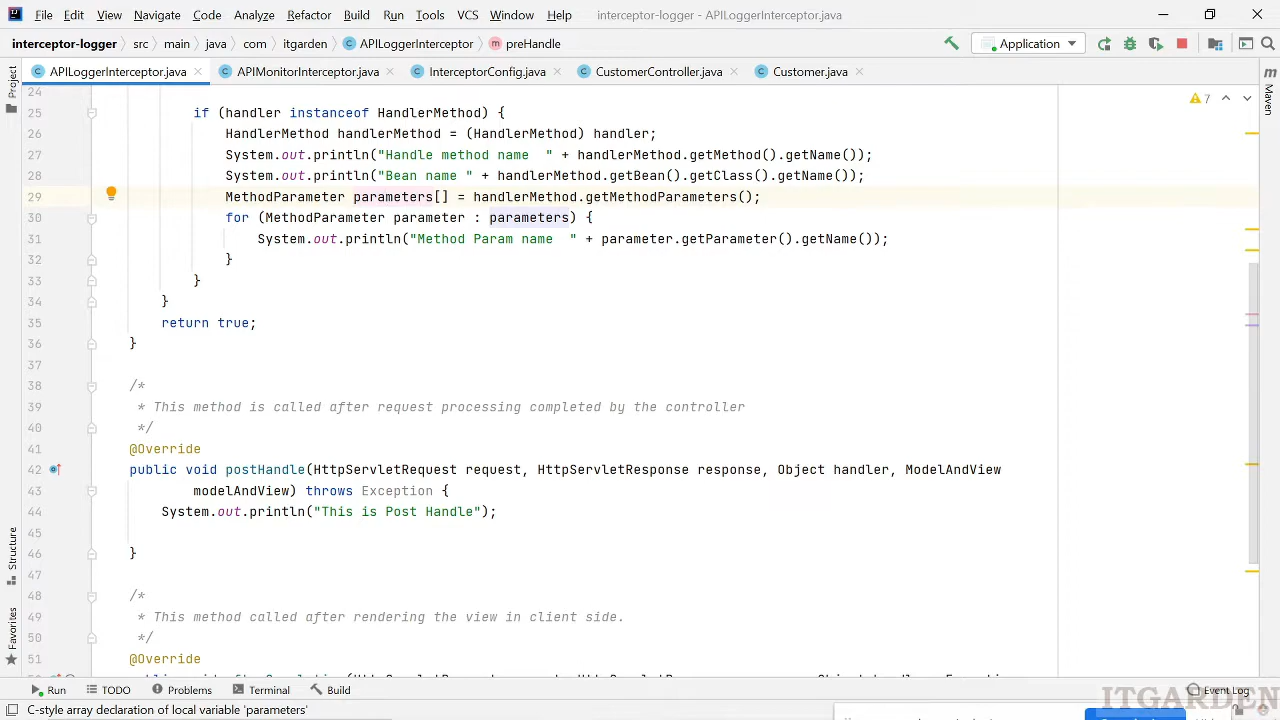 File Edit View Navigate Code Analyze Refactor Build Run Tools VCS Window Help interceptor-logger - APILoggerInterceptor.java
interceptor-logger src main java com itgarden APILoggerInterceptor preHandle Application
APILoggerInterceptor.java APIMonitorInterceptor.java InterceptorConfig.java CustomerController.java Customer.java
Project
Maven
Structure
Favorites
7
24
25 if (handler instanceof HandlerMethod) {
26 HandlerMethod handlerMethod = (HandlerMethod) handler;
27 System.out.println("Handle method name  " + handlerMethod.getMethod().getName());
28 System.out.println("Bean name " + handlerMethod.getBean().getClass().getName());
29 MethodParameter parameters[] = handlerMethod.getMethodParameters();
30 for (MethodParameter parameter : parameters) {
31 System.out.println("Method Param name  " + parameter.getParameter().getName());
32 }
33 }
34 }
35 return true;
36 }
37
38 /*
39 * This method is called after request processing completed by the controller
40 */
41 @Override
42 public void postHandle(HttpServletRequest request, HttpServletResponse response, Object handler, ModelAndView
43 modelAndView) throws Exception {
44 System.out.println("This is Post Handle");
45
46 }
47
48 /*
49 * This method called after rendering the view in client side.
50 */
51 @Override
Run TODO Problems Terminal Build Event Log
C-style array declaration of local variable 'parameters'
ITGARDEN